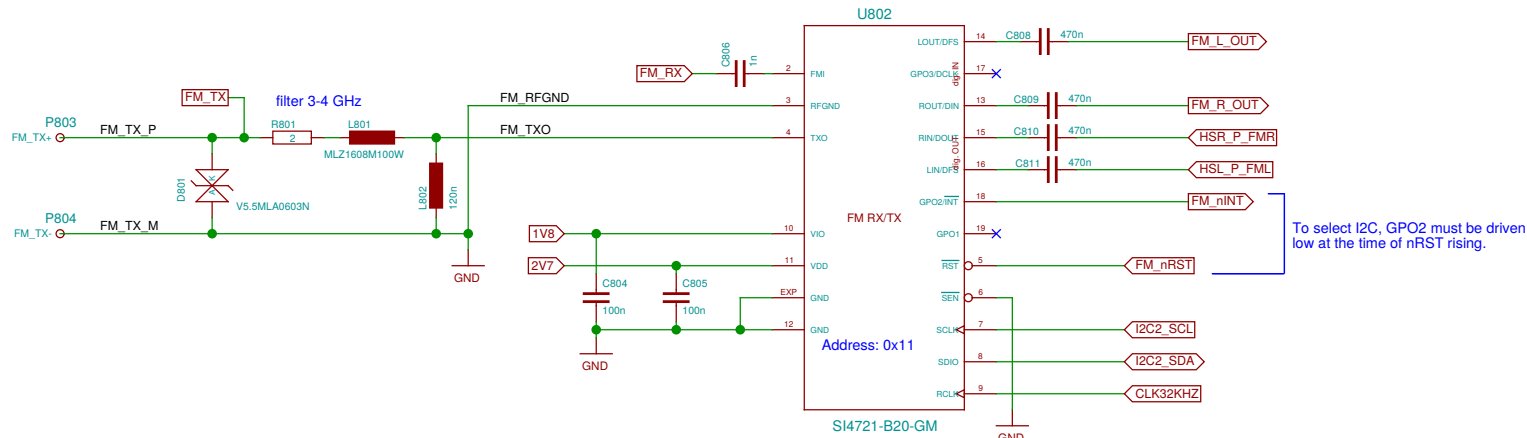 U802
LOUT/DFS 14 C808 470n FM_L_OUT
C806
1n
FM_RX 2 FMI GPO3/DCLK 17
dig. IN
FM_TX filter 3-4 GHz FM_RFGND 3 RFGND ROUT/DIN 13 C809 470n FM_R_OUT
P803 R801 L801
FM_TX+ FM_TX_P 2 FM_TXO 4 TXO RIN/DOUT 15 C810 470n HSR_P_FMR
MLZ1608M100W
dig. OUT
LIN/DFS 16 C811 470n HSL_P_FML
D801
V5.5MLA0603N
L802
120n
GPO2/INT 18 FM_nINT
P804 FM RX/TX
FM_TX- FM_TX_M 1V8 10 VIO GPO1 19
To select I2C, GPO2 must be driven
low at the time of nRST rising.
GND 2V7 11 VDD RST 5 FM_nRST
C804 C805 EXP GND SEN 6
100n 100n
12 GND SCLK 7 I2C2_SCL
Address: 0x11
GND SDIO 8 I2C2_SDA
RCLK 9 CLK32KHZ
SI4721-B20-GM
GND